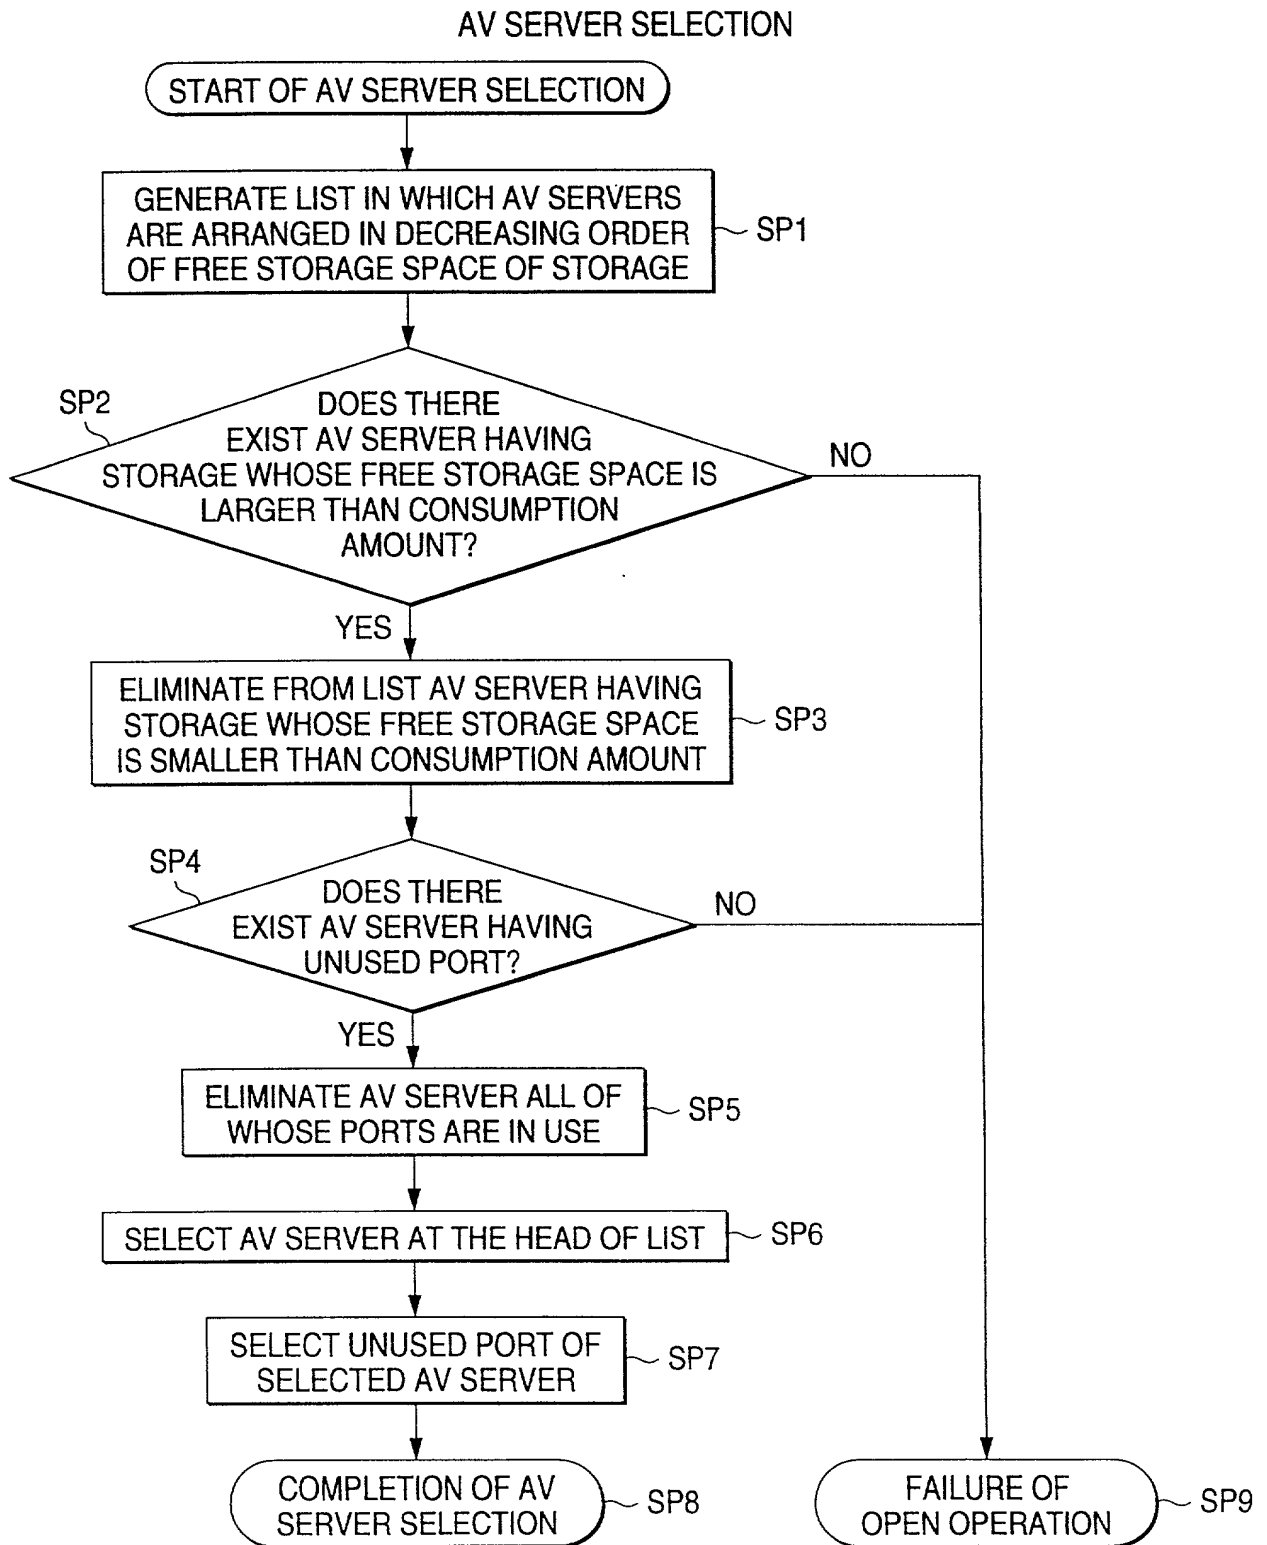 AV SERVER SELECTION
START OF AV SERVER SELECTION
GENERATE LIST IN WHICH AV SERVERS
ARE ARRANGED IN DECREASING ORDER
OF FREE STORAGE SPACE OF STORAGE
SP1
SP2
DOES THERE
EXIST AV SERVER HAVING
STORAGE WHOSE FREE STORAGE SPACE IS
LARGER THAN CONSUMPTION
AMOUNT?
NO
YES
ELIMINATE FROM LIST AV SERVER HAVING
STORAGE WHOSE FREE STORAGE SPACE
IS SMALLER THAN CONSUMPTION AMOUNT
SP3
SP4
DOES THERE
EXIST AV SERVER HAVING
UNUSED PORT?
NO
YES
ELIMINATE AV SERVER ALL OF
WHOSE PORTS ARE IN USE
SP5
SELECT AV SERVER AT THE HEAD OF LIST
SP6
SELECT UNUSED PORT OF
SELECTED AV SERVER
SP7
COMPLETION OF AV
SERVER SELECTION
SP8
FAILURE OF
OPEN OPERATION
SP9